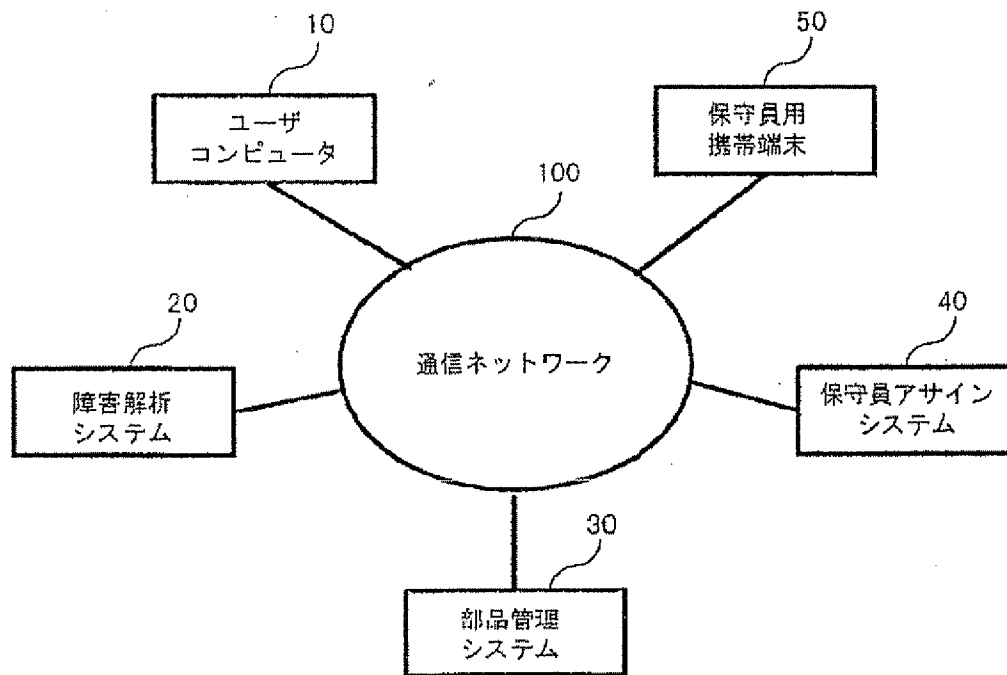 10
ユーザ
コンピュータ
50
保守員用
携帯端末
100
通信ネットワーク
20
障害解析
システム
40
保守員アサイン
システム
30
部品管理
システム